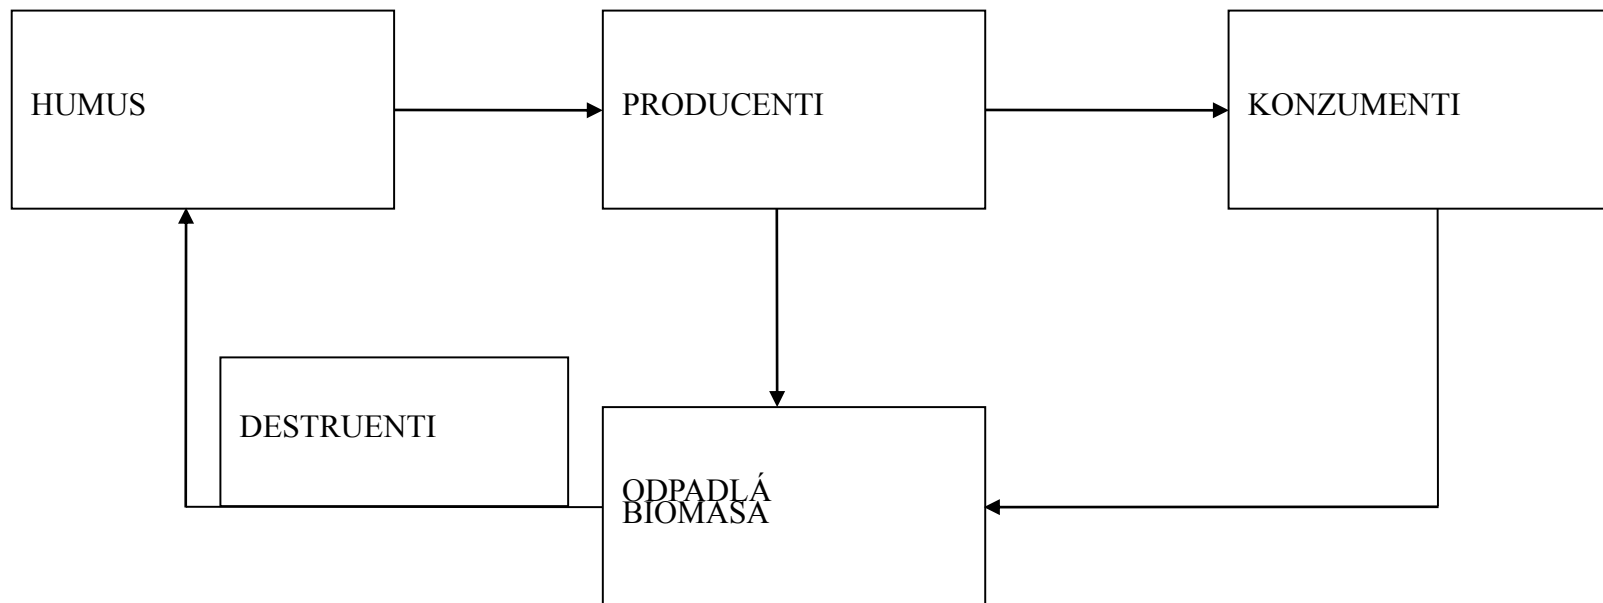 HUMUS
PRODUCENTI
KONZUMENTI
DESTRUENTI
ODPADLÁ
BIOMASA